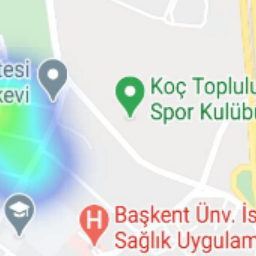 tesi
kevi
Koç Toplulu
Spor Kulübü
H
Başkent Ünv. İs
Sağlık Uygulam